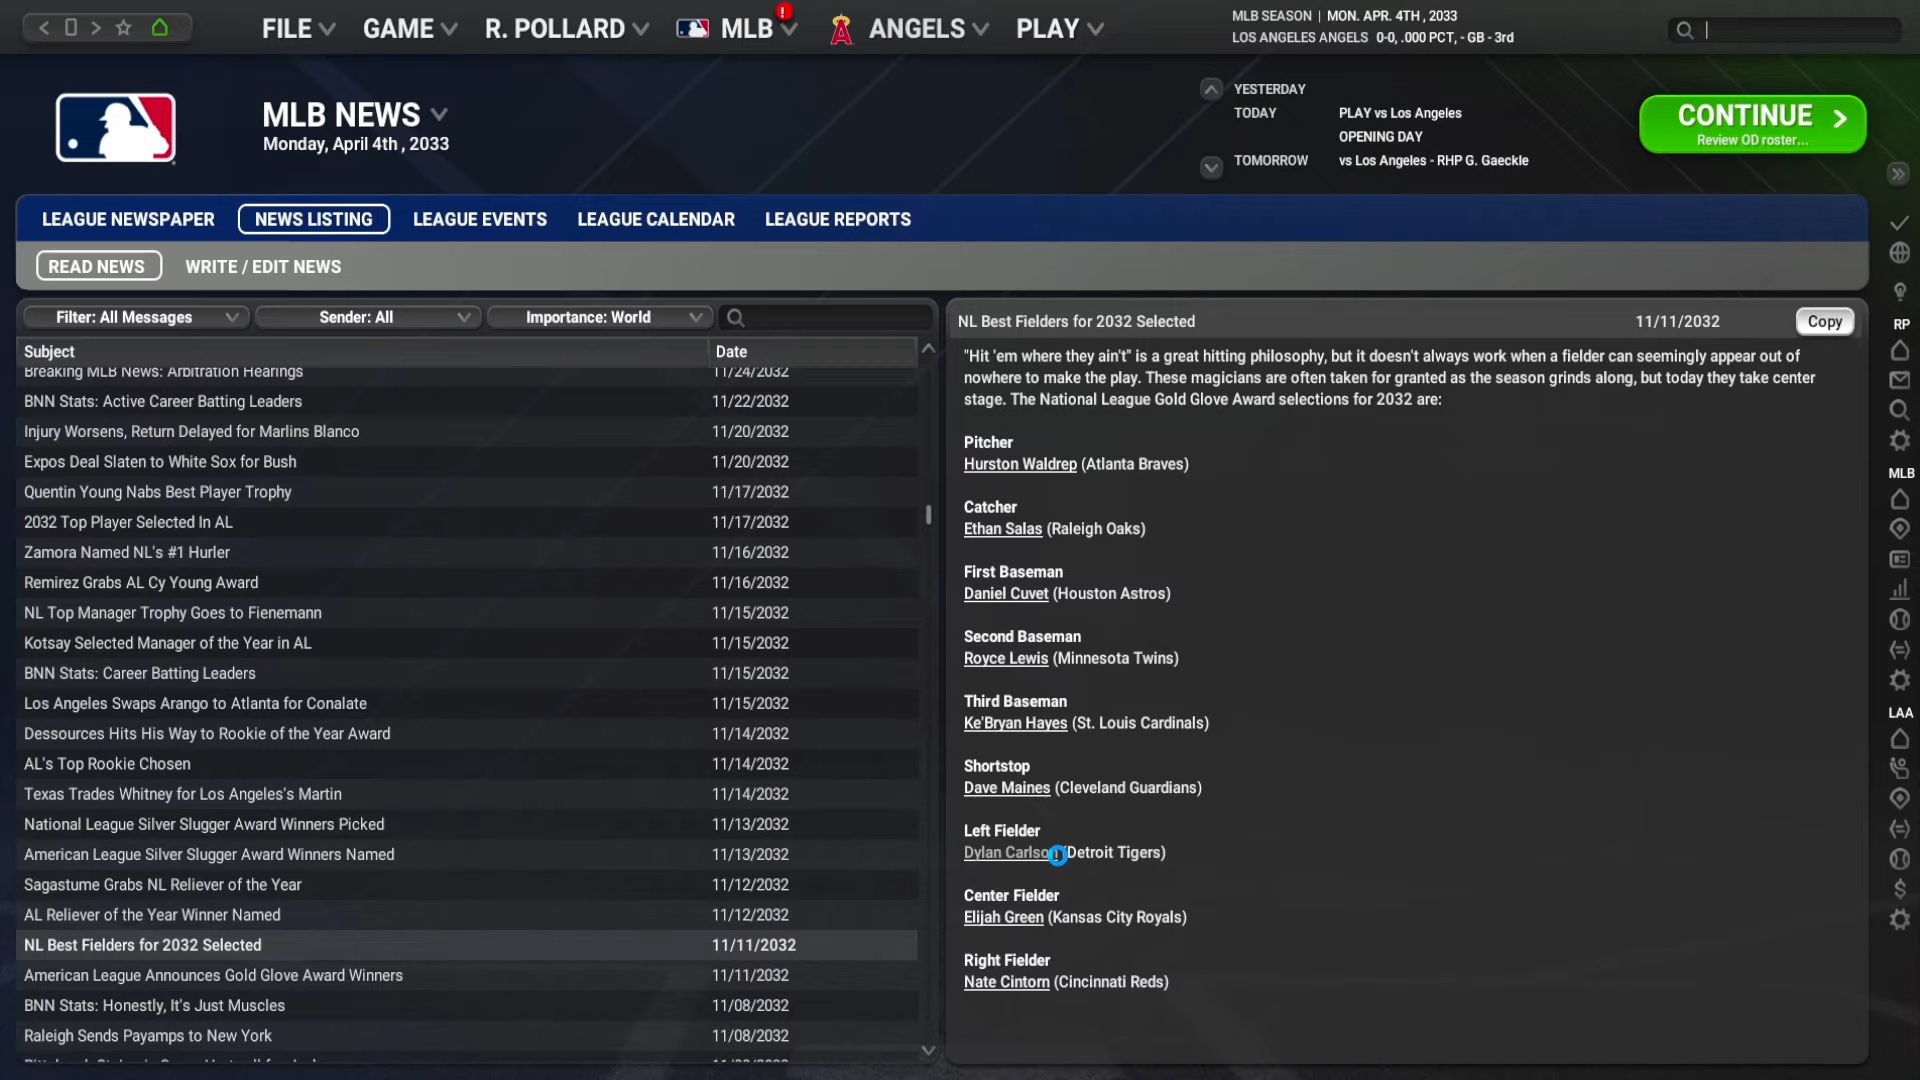 FILE
GAME
R. POLLARD
MLB
!
ANGELS
PLAY
MLB SEASON | MON. APR. 4TH , 2033
LOS ANGELES ANGELS 0-0, .000 PCT, - GB - 3rd
MLB NEWS
Monday, April 4th , 2033
YESTERDAY
TODAY PLAY vs Los Angeles
OPENING DAY
TOMORROW vs Los Angeles - RHP G. Gaeckle
CONTINUE
Review OD roster...
LEAGUE NEWSPAPER
NEWS LISTING
LEAGUE EVENTS
LEAGUE CALENDAR
LEAGUE REPORTS
READ NEWS
WRITE / EDIT NEWS
Filter: All Messages
Sender: All
Importance: World
Subject Date
Breaking MLB News: Arbitration Hearings 11/24/2032
BNN Stats: Active Career Batting Leaders 11/22/2032
Injury Worsens, Return Delayed for Marlins Blanco 11/20/2032
Expos Deal Slaten to White Sox for Bush 11/20/2032
Quentin Young Nabs Best Player Trophy 11/17/2032
2032 Top Player Selected In AL 11/17/2032
Zamora Named NL's #1 Hurler 11/16/2032
Remirez Grabs AL Cy Young Award 11/16/2032
NL Top Manager Trophy Goes to Fienemann 11/15/2032
Kotsay Selected Manager of the Year in AL 11/15/2032
BNN Stats: Career Batting Leaders 11/15/2032
Los Angeles Swaps Arango to Atlanta for Conalate 11/15/2032
Dessources Hits His Way to Rookie of the Year Award 11/14/2032
AL's Top Rookie Chosen 11/14/2032
Texas Trades Whitney for Los Angeles's Martin 11/14/2032
National League Silver Slugger Award Winners Picked 11/13/2032
American League Silver Slugger Award Winners Named 11/13/2032
Sagastume Grabs NL Reliever of the Year 11/12/2032
AL Reliever of the Year Winner Named 11/12/2032
NL Best Fielders for 2032 Selected 11/11/2032
American League Announces Gold Glove Award Winners 11/11/2032
BNN Stats: Honestly, It's Just Muscles 11/08/2032
Raleigh Sends Payamps to New York 11/08/2032
NL Best Fielders for 2032 Selected 11/11/2032 Copy
"Hit 'em where they ain't" is a great hitting philosophy, but it doesn't always work when a fielder can seemingly appear out of
nowhere to make the play. These magicians are often taken for granted as the season grinds along, but today they take center
stage. The National League Gold Glove Award selections for 2032 are:
Pitcher
Hurston Waldrep (Atlanta Braves)
Catcher
Ethan Salas (Raleigh Oaks)
First Baseman
Daniel Cuvet (Houston Astros)
Second Baseman
Royce Lewis (Minnesota Twins)
Third Baseman
Ke'Bryan Hayes (St. Louis Cardinals)
Shortstop
Dave Maines (Cleveland Guardians)
Left Fielder
Dylan Carlson (Detroit Tigers)
Center Fielder
Elijah Green (Kansas City Royals)
Right Fielder
Nate Cintorn (Cincinnati Reds)
RP
MLB
LAA